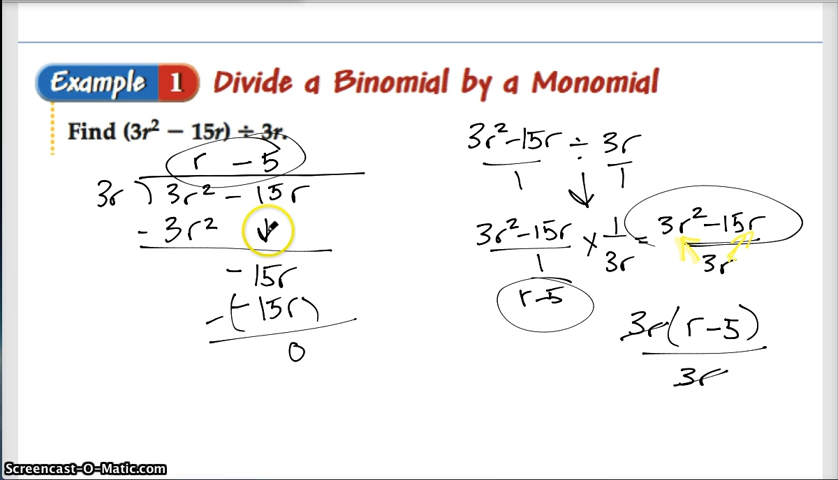 Example 1 Divide a Binomial by a Monomial
Find (3r² − 15r) ÷ 3r.
r − 5
3r ) 3r² − 15r
− 3r² ↓
− 15r
− (− 15r)
0
3r² − 15r ÷ 3r
1 1
↓
3r² − 15r × 1 = 3r² − 15r
1 3r 3r
r − 5
3r(r − 5)
3r
Screencast-O-Matic.com